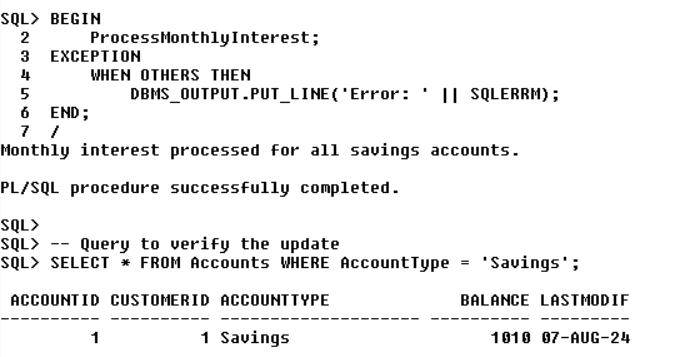 SQL> BEGIN
  2      ProcessMonthlyInterest;
  3  EXCEPTION
  4      WHEN OTHERS THEN
  5          DBMS_OUTPUT.PUT_LINE('Error: ' || SQLERRM);
  6  END;
  7  /
Monthly interest processed for all savings accounts.
PL/SQL procedure successfully completed.
SQL>
SQL> -- Query to verify the update
SQL> SELECT * FROM Accounts WHERE AccountType = 'Savings';
 ACCOUNTID CUSTOMERID ACCOUNTTYPE             BALANCE LASTMODIF
---------- ---------- -------------------- ---------- ---------
         1          1 Savings                    1010 07-AUG-24